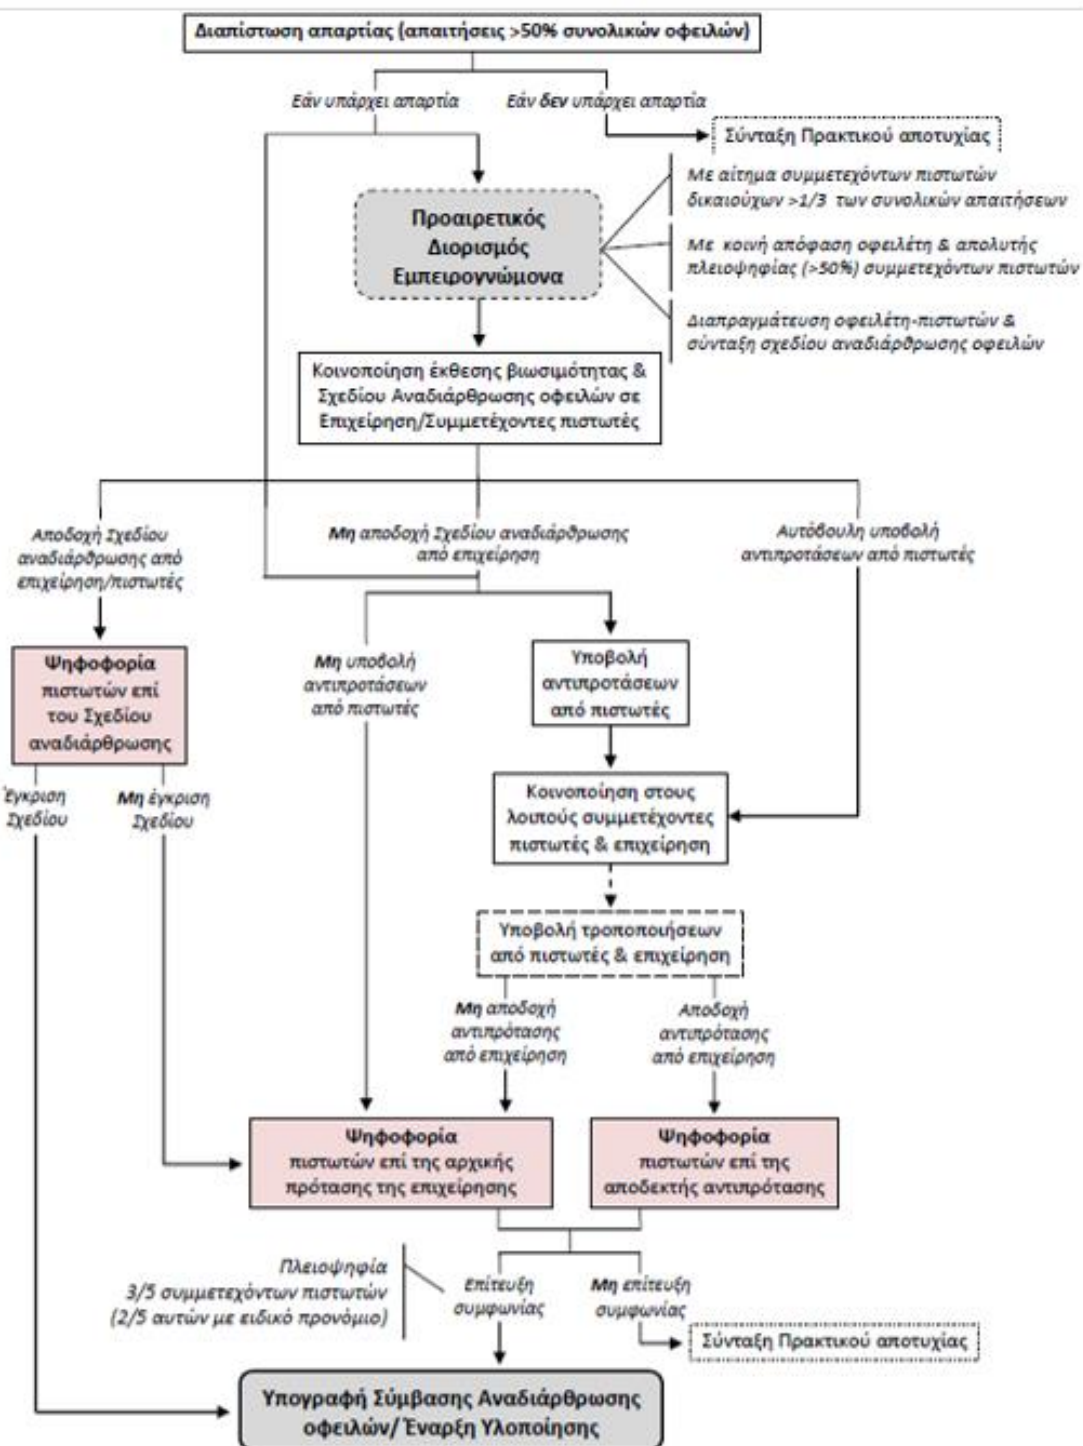 Διαπίστωση απαρτίας (απαιτήσεις >50% συνολικών οφειλών)
Εάν υπάρχει απαρτία
Εάν δεν υπάρχει απαρτία
Σύνταξη Πρακτικού αποτυχίας
Με αίτημα συμμετεχόντων πιστωτών
δικαιούχων >1/3 των συνολικών απαιτήσεων
Προαιρετικός
Διορισμός
Εμπειρογνώμονα
Με κοινή απόφαση οφειλέτη & απολυτής
πλειοψηφίας (>50%) συμμετεχόντων πιστωτών
Διαπραγμάτευση οφειλέτη-πιστωτών &
σύνταξη σχεδίου αναδιάρθρωσης οφειλών
Κοινοποίηση έκθεσης βιωσιμότητας &
Σχεδίου Αναδιάρθρωσης οφειλών σε
Επιχείρηση/Συμμετέχοντες πιστωτές
Αποδοχή Σχεδίου
αναδιάρθρωσης από
επιχείρηση/πιστωτές
Μη αποδοχή Σχεδίου αναδιάρθρωσης
από επιχείρηση
Αυτόβουλη υποβολή
αντιπροτάσεων από πιστωτές
Ψηφοφορία
πιστωτών επί
του Σχεδίου
αναδιάρθρωσης
Μη υποβολή
αντιπροτάσεων
από πιστωτές
Υποβολή
αντιπροτάσεων
από πιστωτές
Έγκριση
Σχεδίου
Μη έγκριση
Σχεδίου
Κοινοποίηση στους
λοιπούς συμμετέχοντες
πιστωτές & επιχείρηση
Υποβολή τροποποιήσεων
από πιστωτές & επιχείρηση
Μη αποδοχή
αντιπρότασης
από επιχείρηση
Αποδοχή
αντιπρότασης
από επιχείρηση
Ψηφοφορία
πιστωτών επί της αρχικής
πρότασης της επιχείρησης
Ψηφοφορία
πιστωτών επί της
αποδεκτής αντιπρότασης
Πλειοψηφία
3/5 συμμετεχόντων πιστωτών
(2/5 αυτών με ειδικό προνόμιο)
Επίτευξη
συμφωνίας
Μη επίτευξη
συμφωνίας
Σύνταξη Πρακτικού αποτυχίας
Υπογραφή Σύμβασης Αναδιάρθρωσης
οφειλών/ Έναρξη Υλοποίησης